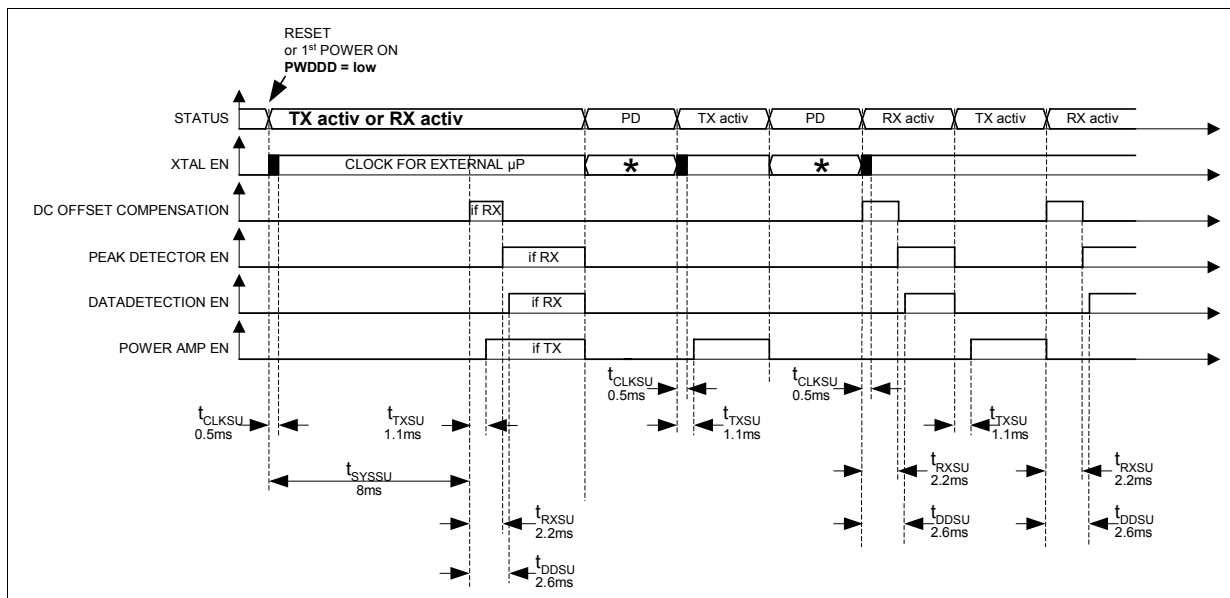 RESET
or 1st POWER ON
PWDDD = low
STATUS
TX activ or RX activ
PD
TX activ
PD
RX activ
TX activ
RX activ
XTAL EN
CLOCK FOR EXTERNAL µP
*
*
DC OFFSET COMPENSATION
if RX
PEAK DETECTOR EN
if RX
DATADETECTION EN
if RX
POWER AMP EN
if TX
tCLKSU
0.5ms
tCLKSU
0.5ms
tCLKSU
0.5ms
tTXSU
1.1ms
tTXSU
1.1ms
tTXSU
1.1ms
tSYSSU
8ms
tRXSU
2.2ms
tRXSU
2.2ms
tRXSU
2.2ms
tDDSU
2.6ms
tDDSU
2.6ms
tDDSU
2.6ms